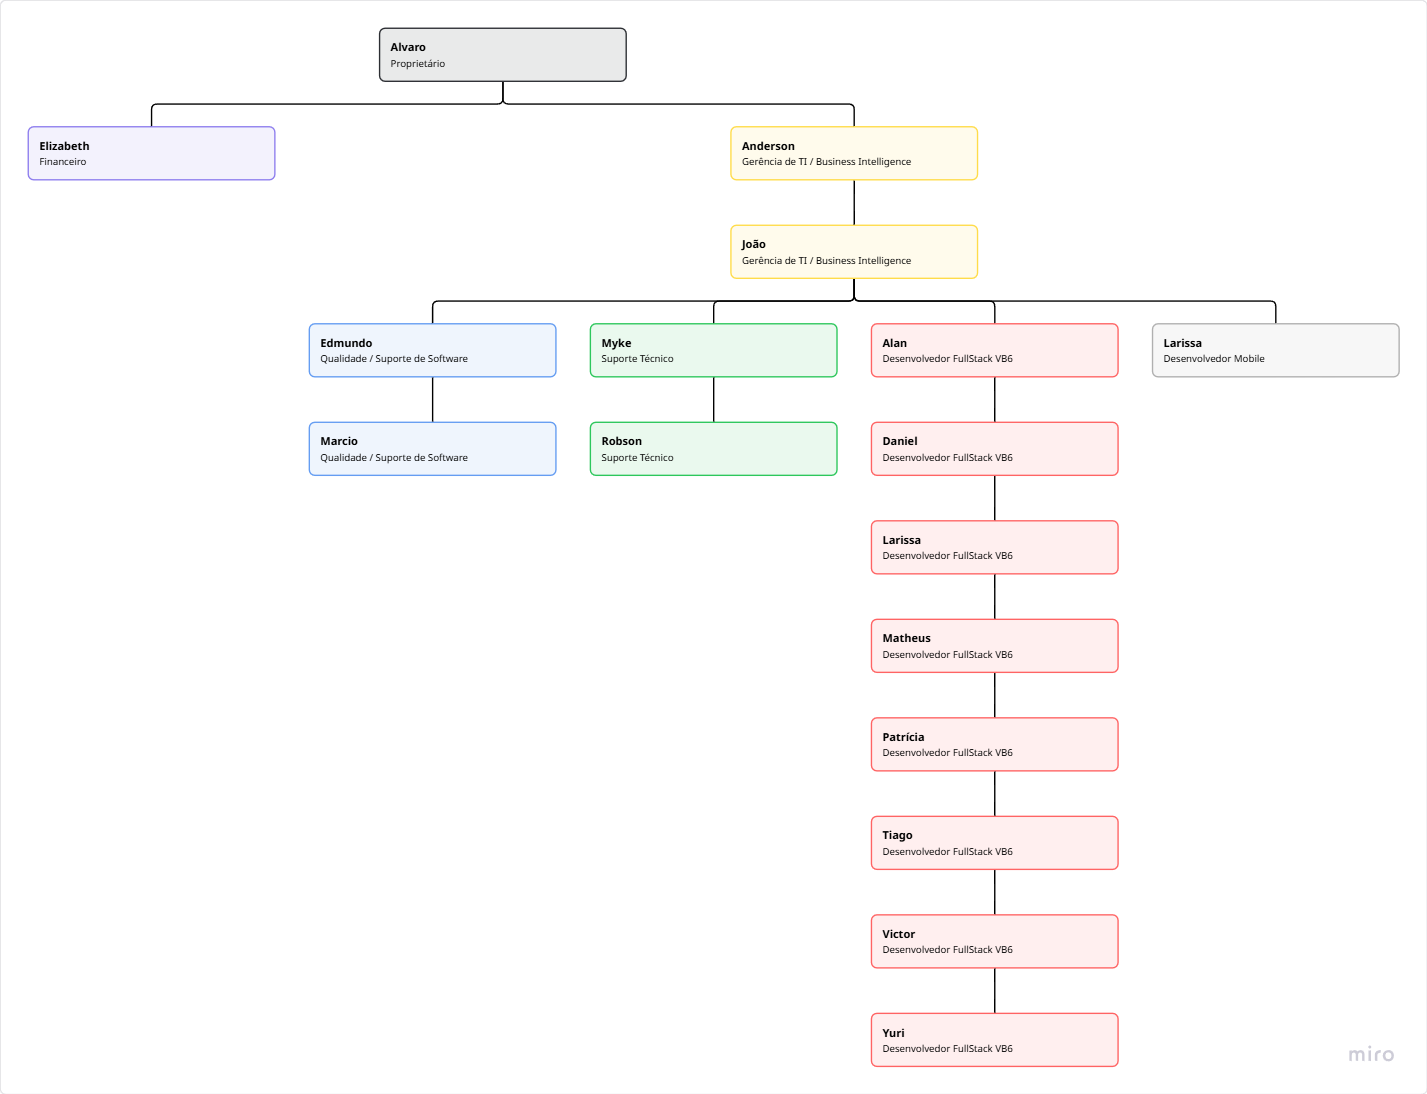 Alvaro
Proprietário
Elizabeth
Financeiro
Anderson
Gerência de TI / Business Intelligence
João
Gerência de TI / Business Intelligence
Edmundo
Qualidade / Suporte de Software
Myke
Suporte Técnico
Alan
Desenvolvedor FullStack VB6
Larissa
Desenvolvedor Mobile
Marcio
Qualidade / Suporte de Software
Robson
Suporte Técnico
Daniel
Desenvolvedor FullStack VB6
Larissa
Desenvolvedor FullStack VB6
Matheus
Desenvolvedor FullStack VB6
Patrícia
Desenvolvedor FullStack VB6
Tiago
Desenvolvedor FullStack VB6
Victor
Desenvolvedor FullStack VB6
Yuri
Desenvolvedor FullStack VB6
miro